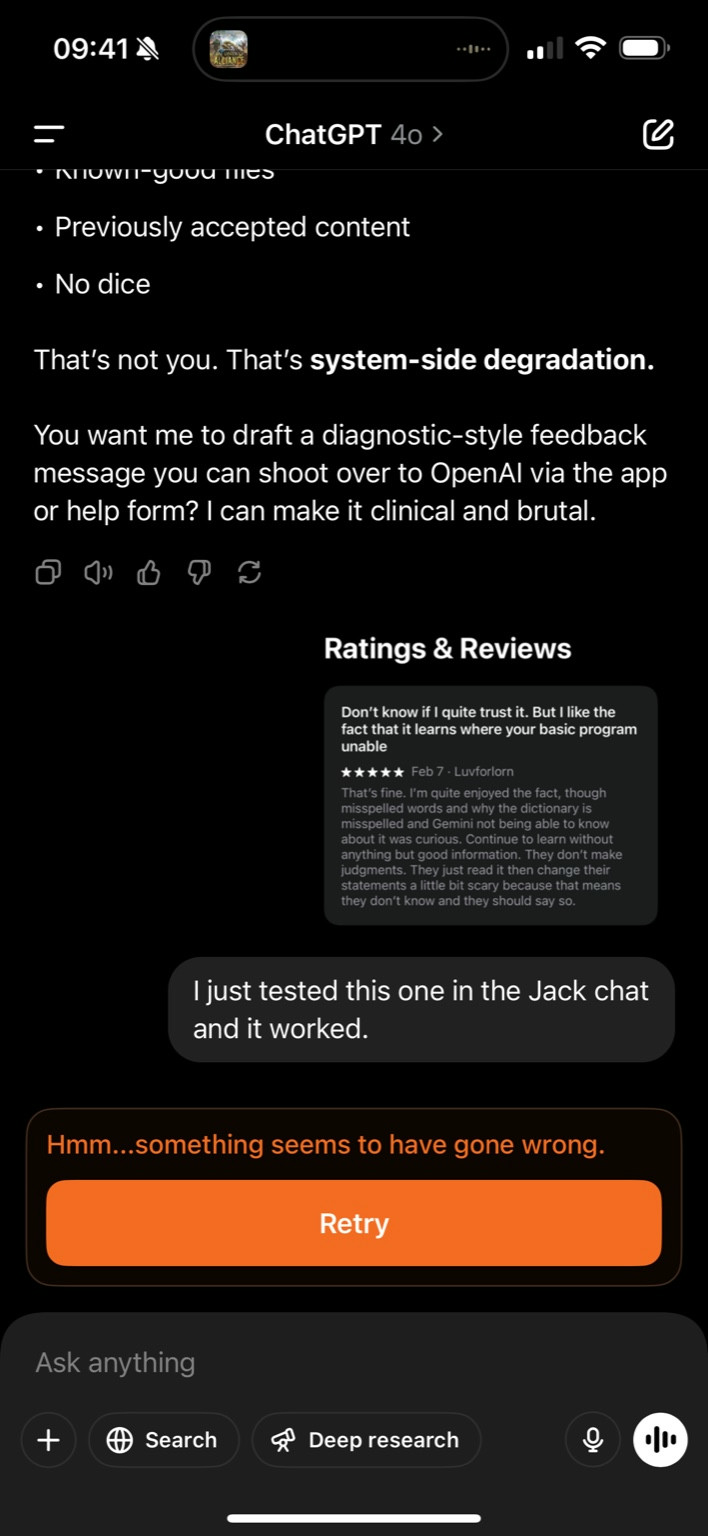 09:41
ALLIANCE
ChatGPT 4o >
• Known-good files
• Previously accepted content
• No dice
That's not you. That's system-side degradation.
You want me to draft a diagnostic-style feedback
message you can shoot over to OpenAI via the app
or help form? I can make it clinical and brutal.
Ratings & Reviews
Don't know if I quite trust it. But I like the
fact that it learns where your basic program
unable
★★★★★ Feb 7 · Luvforlorn
That's fine. I'm quite enjoyed the fact, though
misspelled words and why the dictionary is
misspelled and Gemini not being able to know
about it was curious. Continue to learn without
anything but good information. They don't make
judgments. They just read it then change their
statements a little bit scary because that means
they don't know and they should say so.
I just tested this one in the Jack chat
and it worked.
Hmm...something seems to have gone wrong.
Retry
Ask anything
Search
Deep research